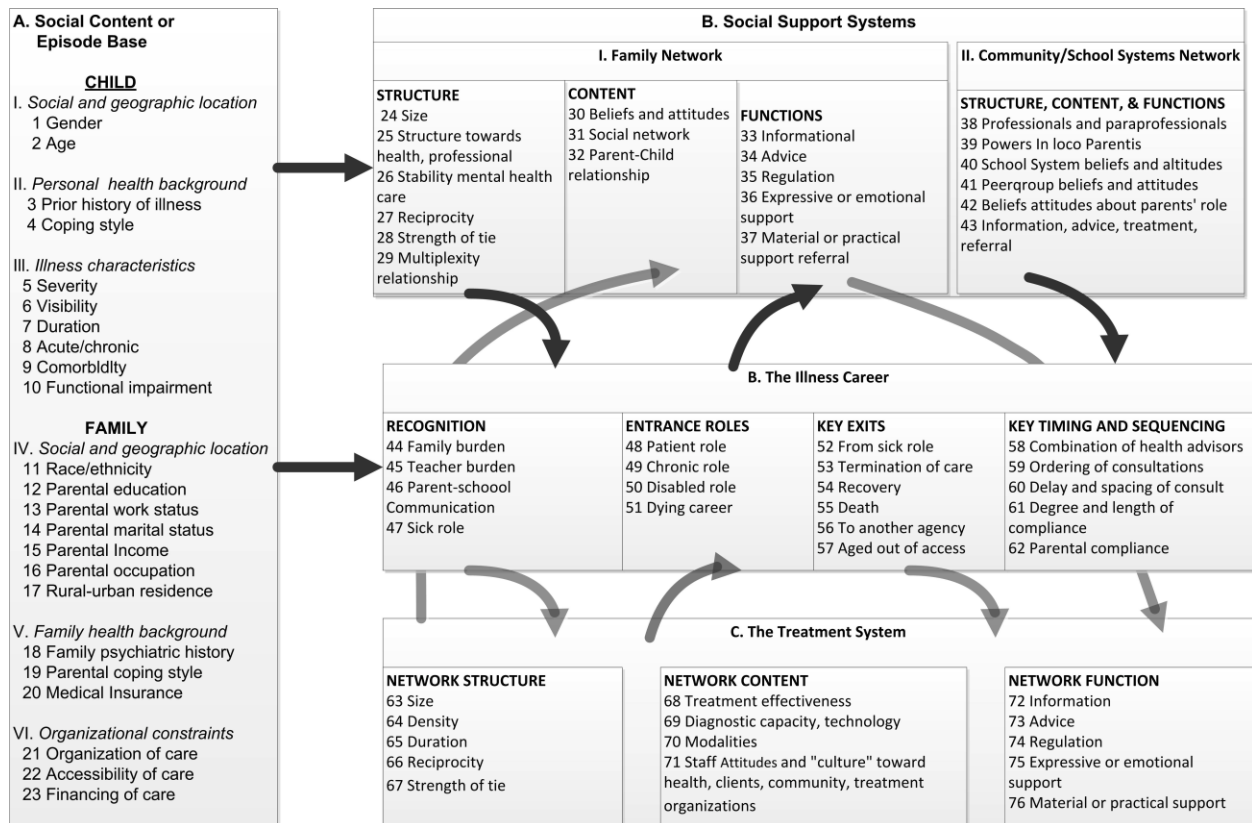 A. Social Content or
Episode Base
CHILD
I. Social and geographic location
1 Gender
2 Age
II. Personal health background
3 Prior history of illness
4 Coping style
III. Illness characteristics
5 Severity
6 Visibility
7 Duration
8 Acute/chronic
9 Comorbldlty
10 Functional impairment
FAMILY
IV. Social and geographic location
11 Race/ethnicity
12 Parental education
13 Parental work status
14 Parental marital status
15 Parental Income
16 Parental occupation
17 Rural-urban residence
V. Family health background
18 Family psychiatric history
19 Parental coping style
20 Medical Insurance
VI. Organizational constraints
21 Organization of care
22 Accessibility of care
23 Financing of care
B. Social Support Systems
I. Family Network
STRUCTURE
24 Size
25 Structure towards
health, professional
26 Stability mental health
care
27 Reciprocity
28 Strength of tie
29 Multiplexity
relationship
CONTENT
30 Beliefs and attitudes
31 Social network
32 Parent-Child
relationship
FUNCTIONS
33 Informational
34 Advice
35 Regulation
36 Expressive or emotional
support
37 Material or practical
support referral
II. Community/School Systems Network
STRUCTURE, CONTENT, & FUNCTIONS
38 Professionals and paraprofessionals
39 Powers In loco Parentis
40 School System beliefs and altitudes
41 Peerqroup beliefs and attitudes
42 Beliefs attitudes about parents' role
43 Information, advice, treatment,
referral
B. The Illness Career
RECOGNITION
44 Family burden
45 Teacher burden
46 Parent-schoool
Communication
47 Sick role
ENTRANCE ROLES
48 Patient role
49 Chronic role
50 Disabled role
51 Dying career
KEY EXITS
52 From sick role
53 Termination of care
54 Recovery
55 Death
56 To another agency
57 Aged out of access
KEY TIMING AND SEQUENCING
58 Combination of health advisors
59 Ordering of consultations
60 Delay and spacing of consult
61 Degree and length of
compliance
62 Parental compliance
C. The Treatment System
NETWORK STRUCTURE
63 Size
64 Density
65 Duration
66 Reciprocity
67 Strength of tie
NETWORK CONTENT
68 Treatment effectiveness
69 Diagnostic capacity, technology
70 Modalities
71 Staff Attitudes and "culture" toward
health, clients, community, treatment
organizations
NETWORK FUNCTION
72 Information
73 Advice
74 Regulation
75 Expressive or emotional
support
76 Material or practical support